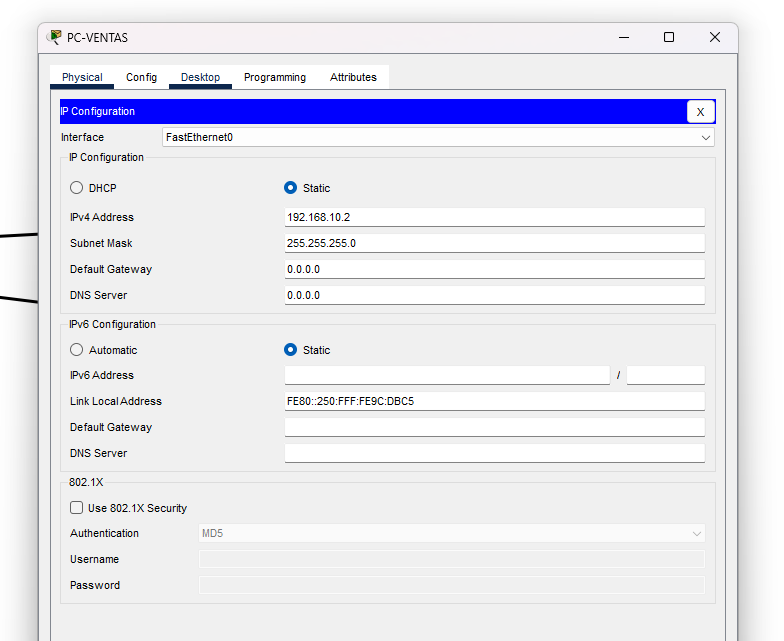 PC-VENTAS
Physical Config Desktop Programming Attributes
IP Configuration X
Interface FastEthernet0
IP Configuration
DHCP Static
IPv4 Address 192.168.10.2
Subnet Mask 255.255.255.0
Default Gateway 0.0.0.0
DNS Server 0.0.0.0
IPv6 Configuration
Automatic Static
IPv6 Address /
Link Local Address FE80::250:FFF:FE9C:DBC5
Default Gateway
DNS Server
802.1X
Use 802.1X Security
Authentication MD5
Username
Password